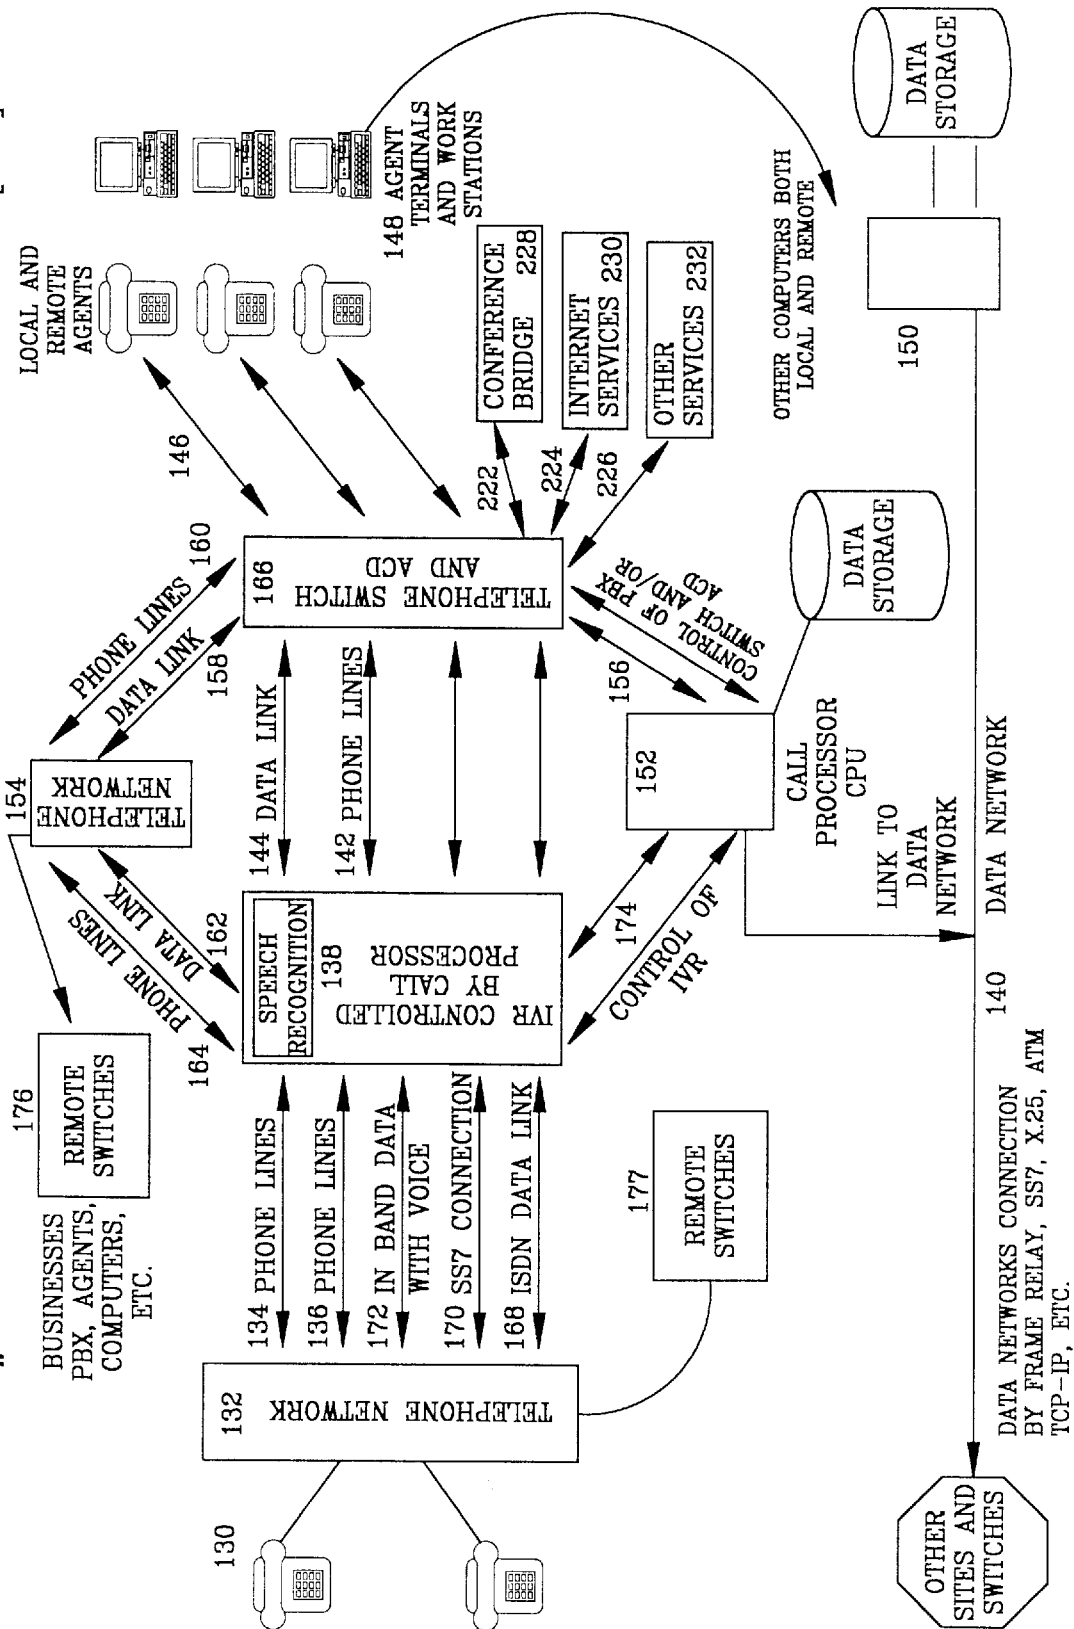 LOCAL AND
REMOTE
AGENTS
146
148 AGENT
TERMINALS
AND WORK
STATIONS
CONFERENCE
BRIDGE 228
INTERNET
SERVICES 230
OTHER
SERVICES 232
222
224
226
OTHER COMPUTERS BOTH
LOCAL AND REMOTE
150
DATA
STORAGE
160
PHONE LINES
DATA LINK
158
166
TELEPHONE SWITCH
AND ACD
154
TELEPHONE
NETWORK
144 DATA LINK
142 PHONE LINES
156
CONTROL OF PBX
SWITCH AND/OR
ACD
152
CALL
PROCESSOR
CPU
DATA
STORAGE
LINK TO
DATA
NETWORK
PHONE LINES
DATA LINK
162
164
SPEECH
RECOGNITION
138
IVR CONTROLLED
BY CALL
PROCESSOR
174
CONTROL OF
IVR
176
REMOTE
SWITCHES
BUSINESSES
PBX, AGENTS,
COMPUTERS,
ETC.
134 PHONE LINES
136 PHONE LINES
172 IN BAND DATA
WITH VOICE
170 SS7 CONNECTION
168 ISDN DATA LINK
177
REMOTE
SWITCHES
132
TELEPHONE NETWORK
130
140 DATA NETWORK
DATA NETWORKS CONNECTION
BY FRAME RELAY, SS7, X.25, ATM
TCP-IP, ETC.
OTHER
SITES AND
SWITCHES